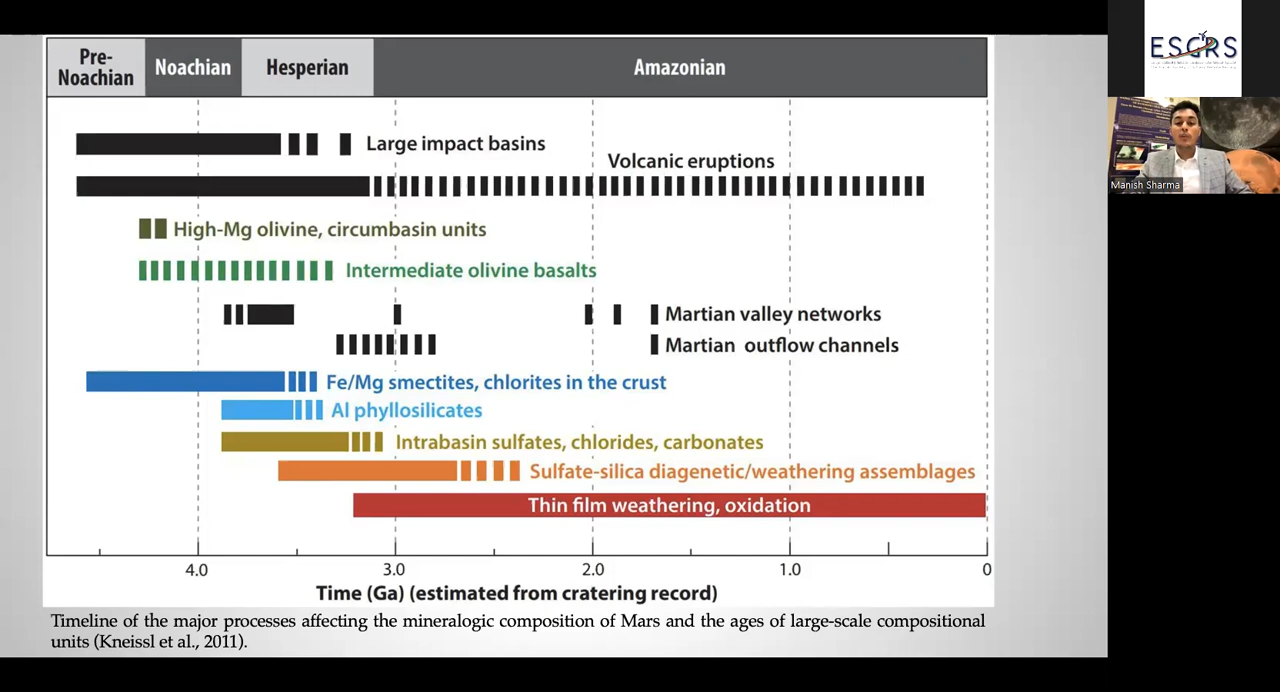 Pre-
Noachian
Noachian
Hesperian
Amazonian
Large impact basins
Volcanic eruptions
High-Mg olivine, circumbasin units
Intermediate olivine basalts
Martian valley networks
Martian outflow channels
Fe/Mg smectites, chlorites in the crust
Al phyllosilicates
Intrabasin sulfates, chlorides, carbonates
Sulfate-silica diagenetic/weathering assemblages
Thin film weathering, oxidation
4.0 3.0 2.0 1.0 0
Time (Ga) (estimated from cratering record)
Timeline of the major processes affecting the mineralogic composition of Mars and the ages of large-scale compositional
units (Kneissl et al., 2011).
ESGRS
Manish Sharma